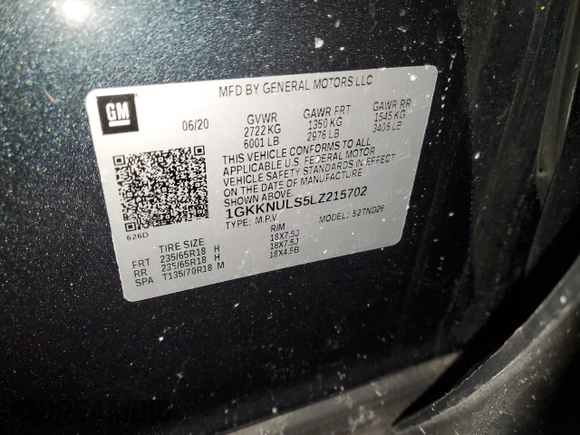 MFD BY GENERAL MOTORS LLC
GM
06/20
GVWR GAWR FRT GAWR RR
2722 KG 1350 KG 1545 KG
6001 LB 2976 LB 3406 LB
THIS VEHICLE CONFORMS TO ALL
APPLICABLE U.S. FEDERAL MOTOR
VEHICLE SAFETY STANDARDS IN EFFECT
ON THE DATE OF MANUFACTURE
SHOWN ABOVE.
1GKKNULS5LZ215702
TYPE: M.P.V. MODEL: 52TND26
626D
TIRE SIZE RIM
FRT 235/65R18 H 18X7.5J
RR 235/65R18 H 18X7.5J
SPA T135/70R18 M 18X4.5B